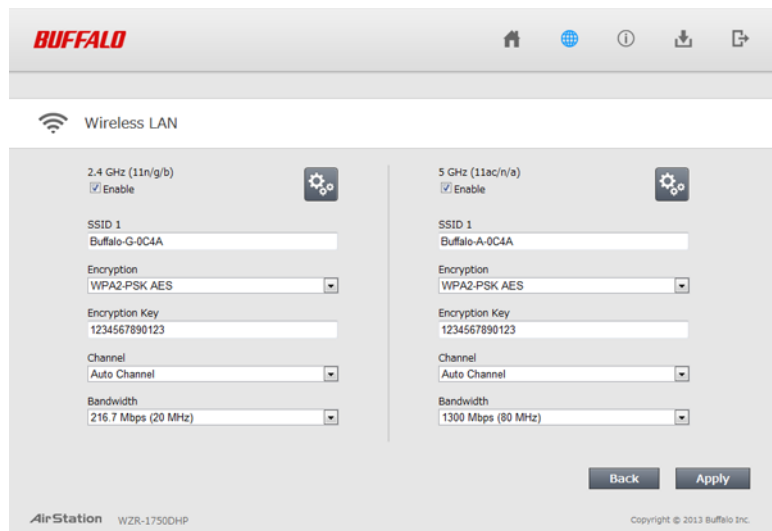 BUFFALO
Wireless LAN
2.4 GHz (11n/g/b)
Enable
SSID 1
Buffalo-G-0C4A
Encryption
WPA2-PSK AES
Encryption Key
1234567890123
Channel
Auto Channel
Bandwidth
216.7 Mbps (20 MHz)
5 GHz (11ac/n/a)
Enable
SSID 1
Buffalo-A-0C4A
Encryption
WPA2-PSK AES
Encryption Key
1234567890123
Channel
Auto Channel
Bandwidth
1300 Mbps (80 MHz)
Back Apply
AirStation WZR-1750DHP Copyright © 2013 Buffalo Inc.